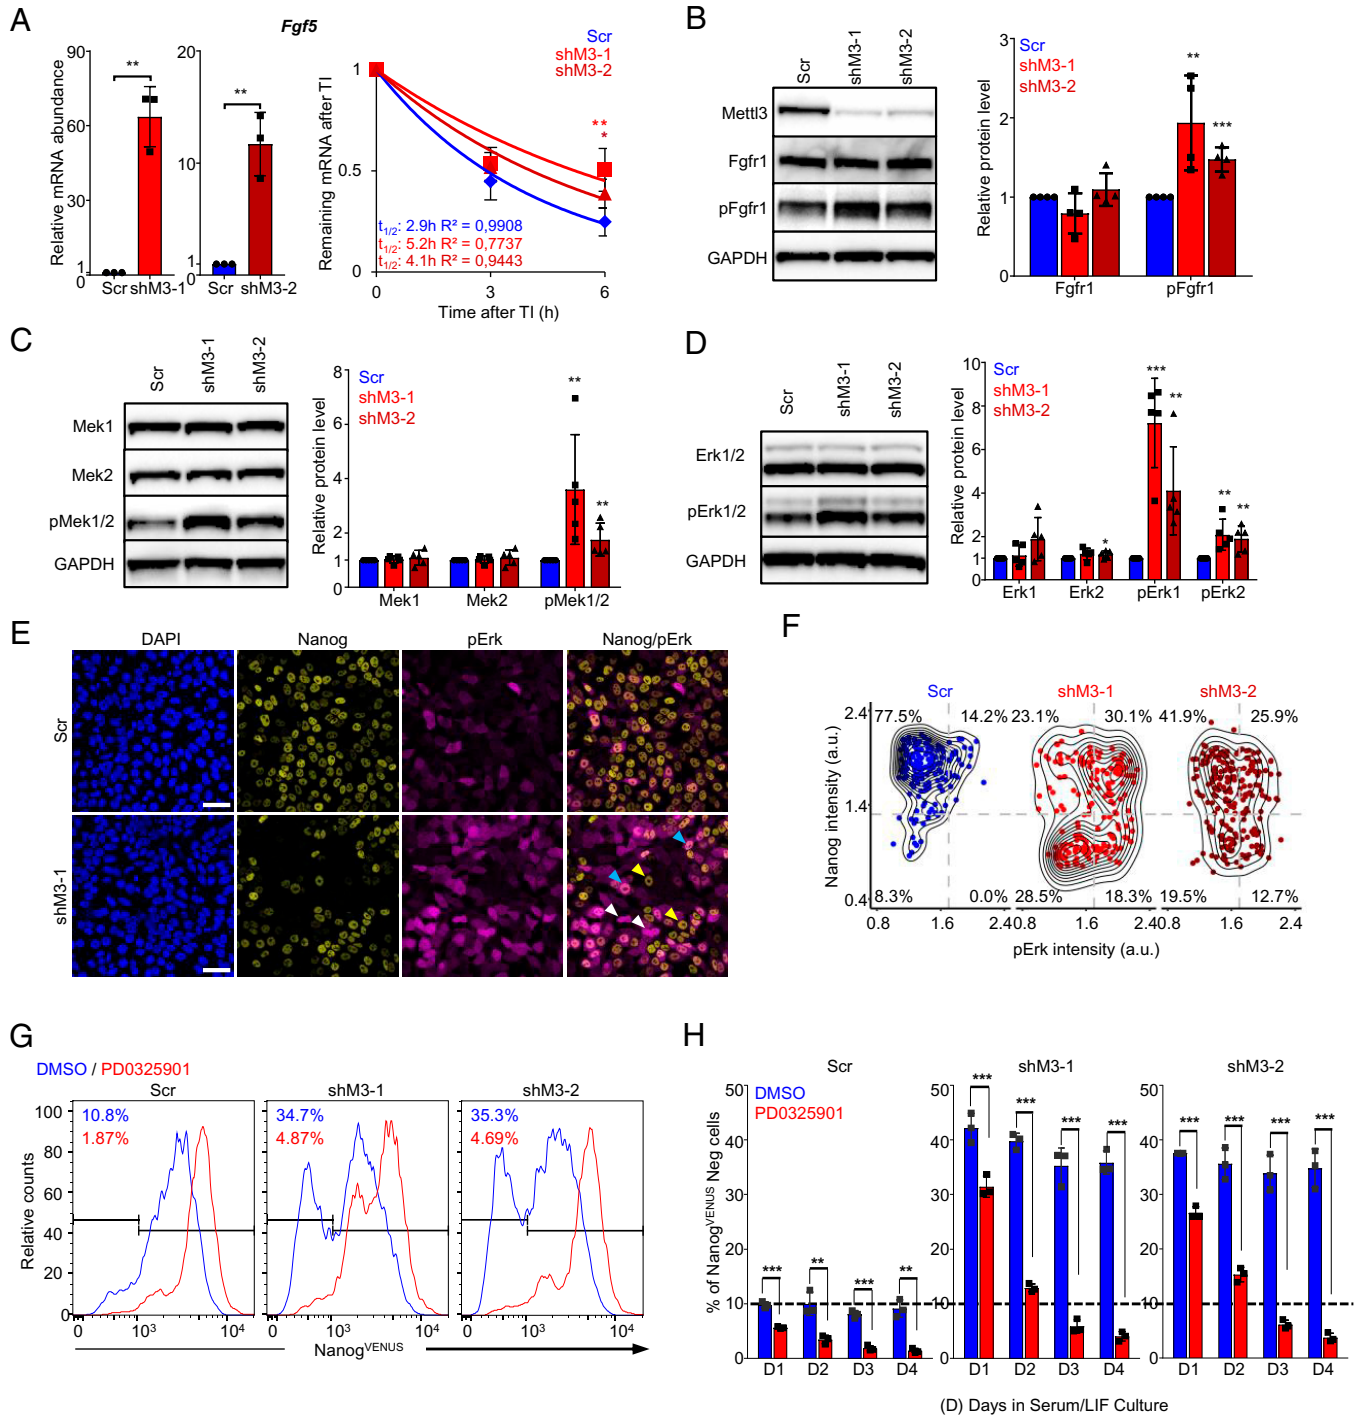 A
Fgf5
Relative mRNA abundance
90
60
30
1
0
**
Scr shM3-1
20
10
1
0
**
Scr shM3-2
Remaining mRNA after TI
1
0.5
0
Scr
shM3-1
shM3-2
**
*
t1/2: 2.9h R² = 0,9908
t1/2: 5.2h R² = 0,7737
t1/2: 4.1h R² = 0,9443
0 3 6
Time after TI (h)
B
Scr shM3-1 shM3-2
Mettl3
Fgfr1
pFgfr1
GAPDH
Relative protein level
3
2
1
0
Scr
shM3-1
shM3-2
** ***
Fgfr1 pFgfr1
C
Scr shM3-1 shM3-2
Mek1
Mek2
pMek1/2
GAPDH
Relative protein level
8
6
4
2
1
0
Scr
shM3-1
shM3-2
** **
Mek1 Mek2 pMek1/2
D
Scr shM3-1 shM3-2
Erk1/2
pErk1/2
GAPDH
Relative protein level
10
8
6
4
2
1
0
Scr
shM3-1
shM3-2
* *** ** ** **
Erk1 Erk2 pErk1 pErk2
E
DAPI Nanog pErk Nanog/pErk
Scr
shM3-1
F
Scr shM3-1 shM3-2
Nanog intensity (a.u.)
2.4
1.4
0.4
77.5% 14.2% 23.1% 30.1% 41.9% 25.9%
8.3% 0.0% 28.5% 18.3% 19.5% 12.7%
0.8 1.6 2.4 0.8 1.6 2.4 0.8 1.6 2.4
pErk intensity (a.u.)
G
DMSO / PD0325901
Scr shM3-1 shM3-2
Relative counts
100
80
60
40
20
0
10.8%
1.87%
34.7%
4.87%
35.3%
4.69%
0 10³ 10⁴ 0 10³ 10⁴ 0 10³ 10⁴
NanogVENUS
H
Scr shM3-1 shM3-2
% of NanogVENUS Neg cells
50
40
30
20
10
0
DMSO
PD0325901
*** ** *** **
D1 D2 D3 D4
50
40
30
20
10
0
*** *** *** ***
D1 D2 D3 D4
50
40
30
20
10
0
*** *** *** ***
D1 D2 D3 D4
(D) Days in Serum/LIF Culture